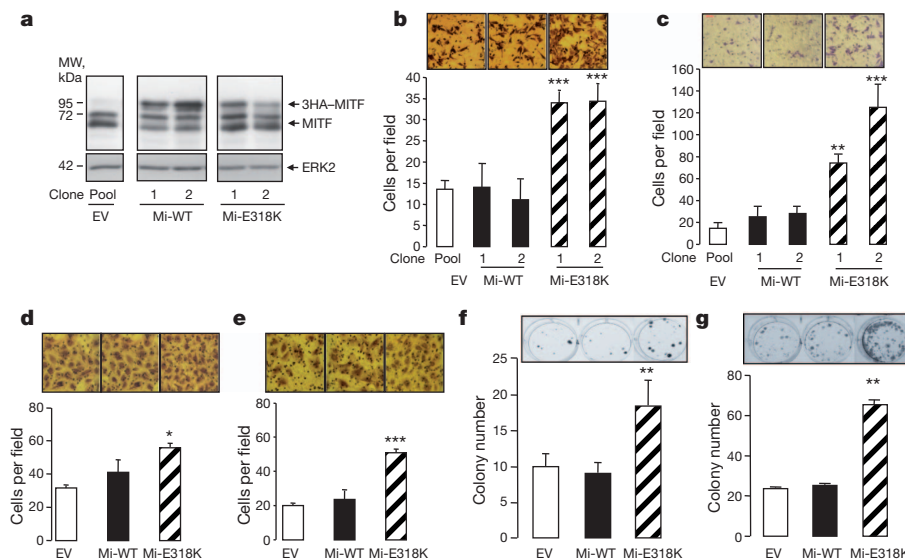 a
MW,
kDa
95
72
42
3HA–MITF
MITF
ERK2
Clone Pool 1 2 1 2
EV Mi-WT Mi-E318K
b
Cells per field
40
35
30
25
20
15
10
5
0
*** ***
Clone Pool 1 2 1 2
EV Mi-WT Mi-E318K
c
Cells per field
160
140
120
100
80
60
40
20
0
** ***
Clone Pool 1 2 1 2
EV Mi-WT Mi-E318K
d
Cells per field
80
60
40
20
0
*
EV Mi-WT Mi-E318K
e
Cells per field
80
60
40
20
0
***
EV Mi-WT Mi-E318K
f
Colony number
25
20
15
10
5
0
**
EV Mi-WT Mi-E318K
g
Colony number
80
60
40
20
0
**
EV Mi-WT Mi-E318K